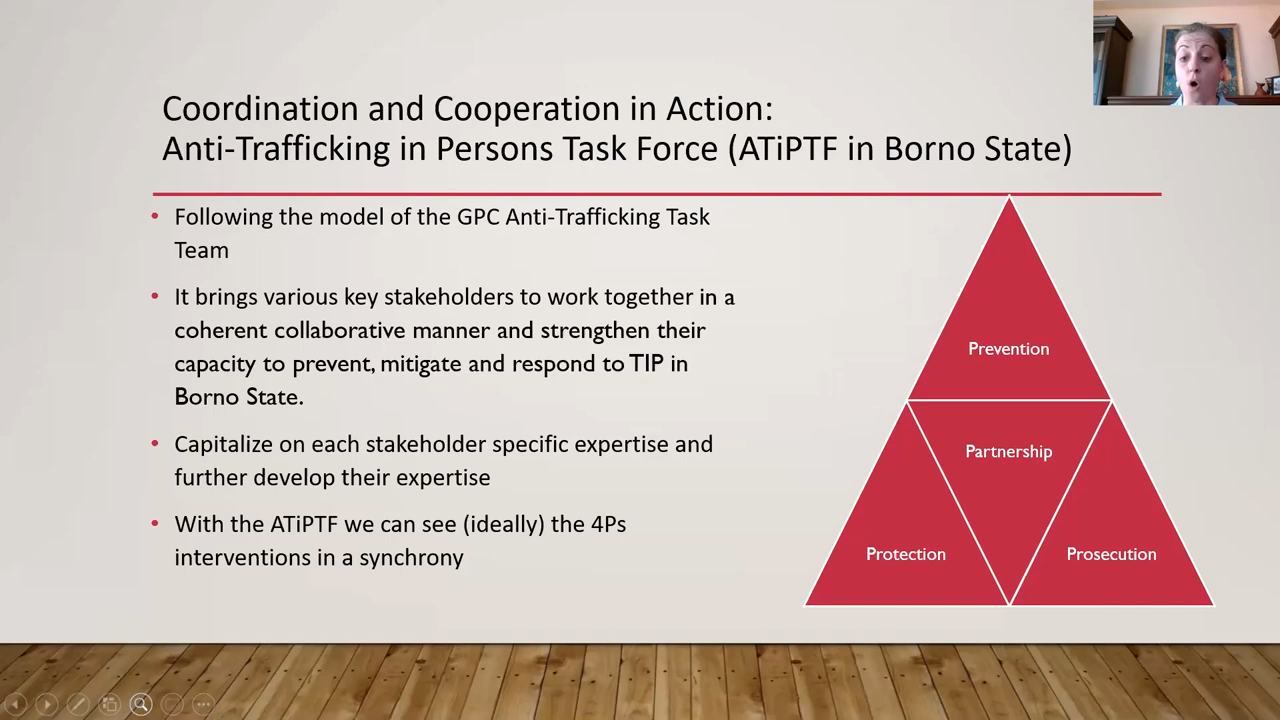 Coordination and Cooperation in Action:
Anti-Trafficking in Persons Task Force (ATiPTF in Borno State)
• Following the model of the GPC Anti-Trafficking Task
Team
• It brings various key stakeholders to work together in a
coherent collaborative manner and strengthen their
capacity to prevent, mitigate and respond to TIP in
Borno State.
• Capitalize on each stakeholder specific expertise and
further develop their expertise
• With the ATiPTF we can see (ideally) the 4Ps
interventions in a synchrony
Prevention
Partnership
Protection
Prosecution